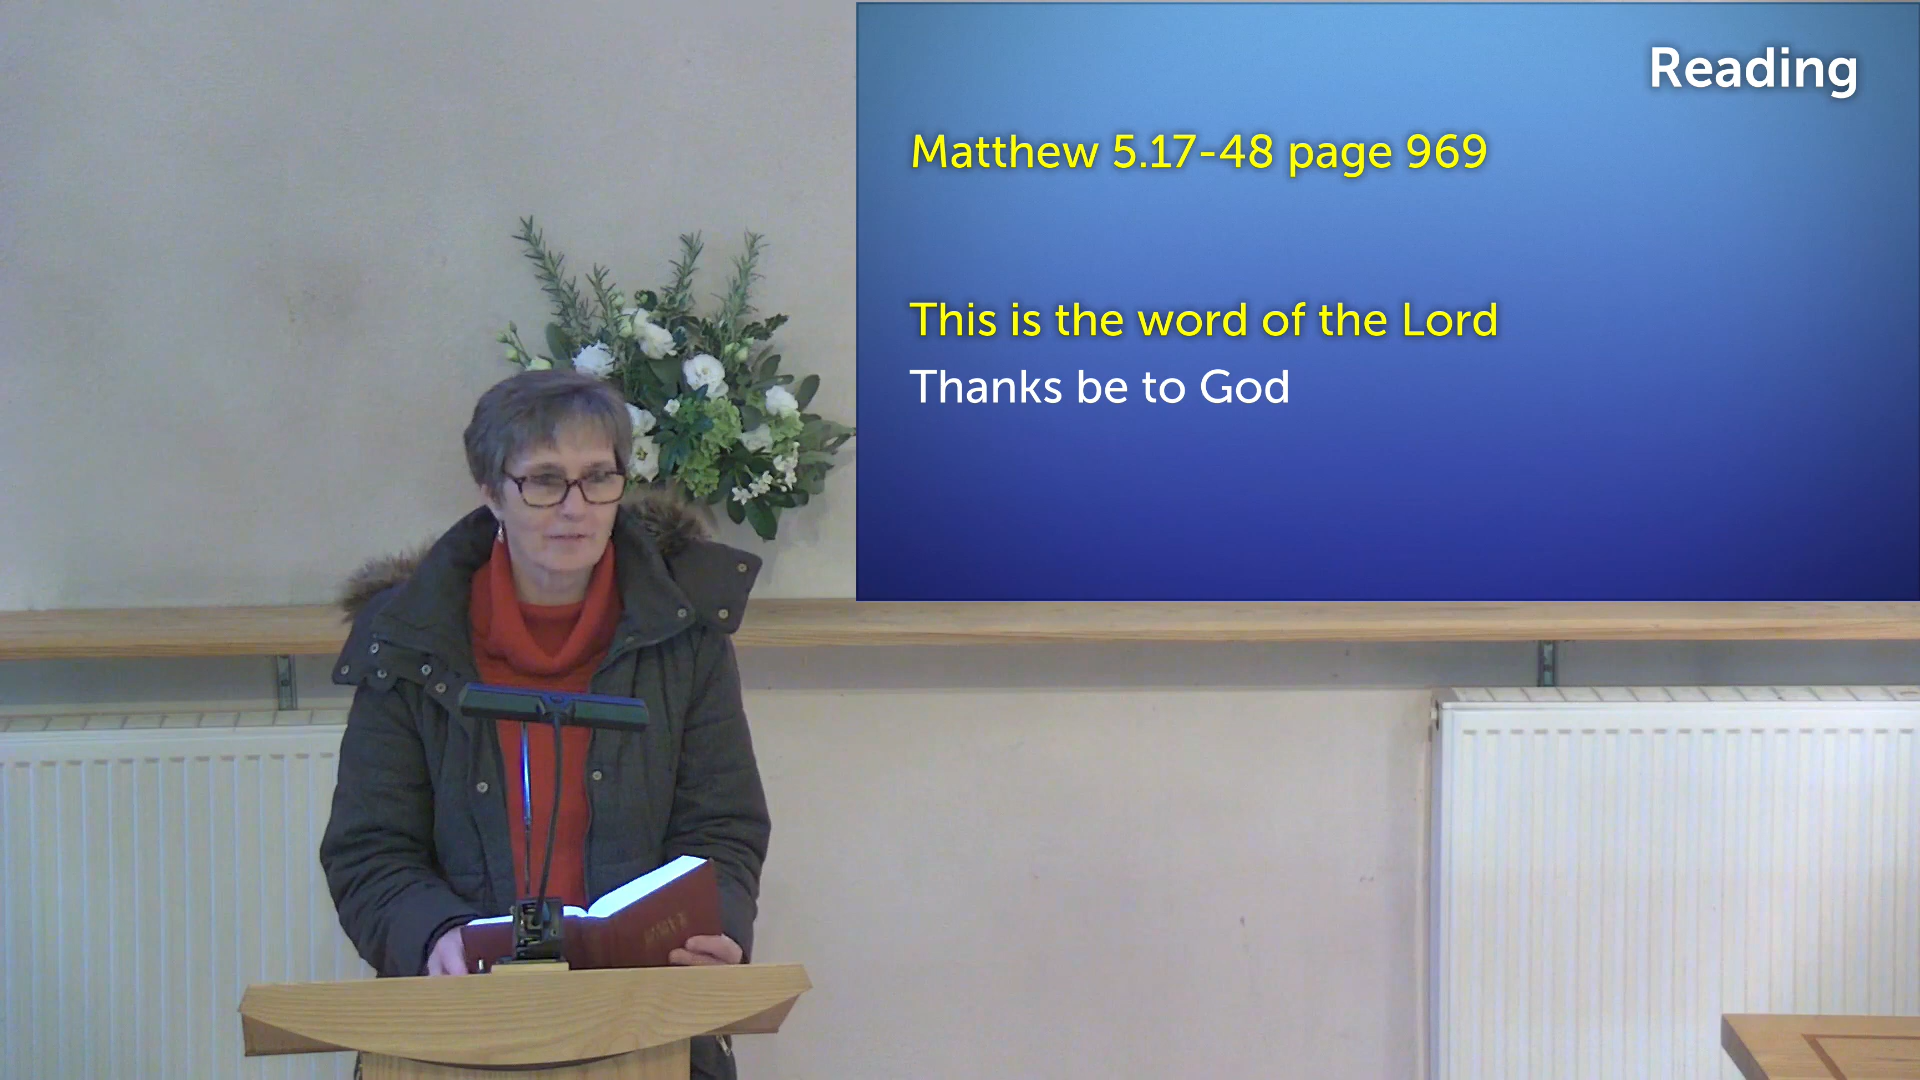 Reading
Matthew 5.17-48 page 969
This is the word of the Lord
Thanks be to God